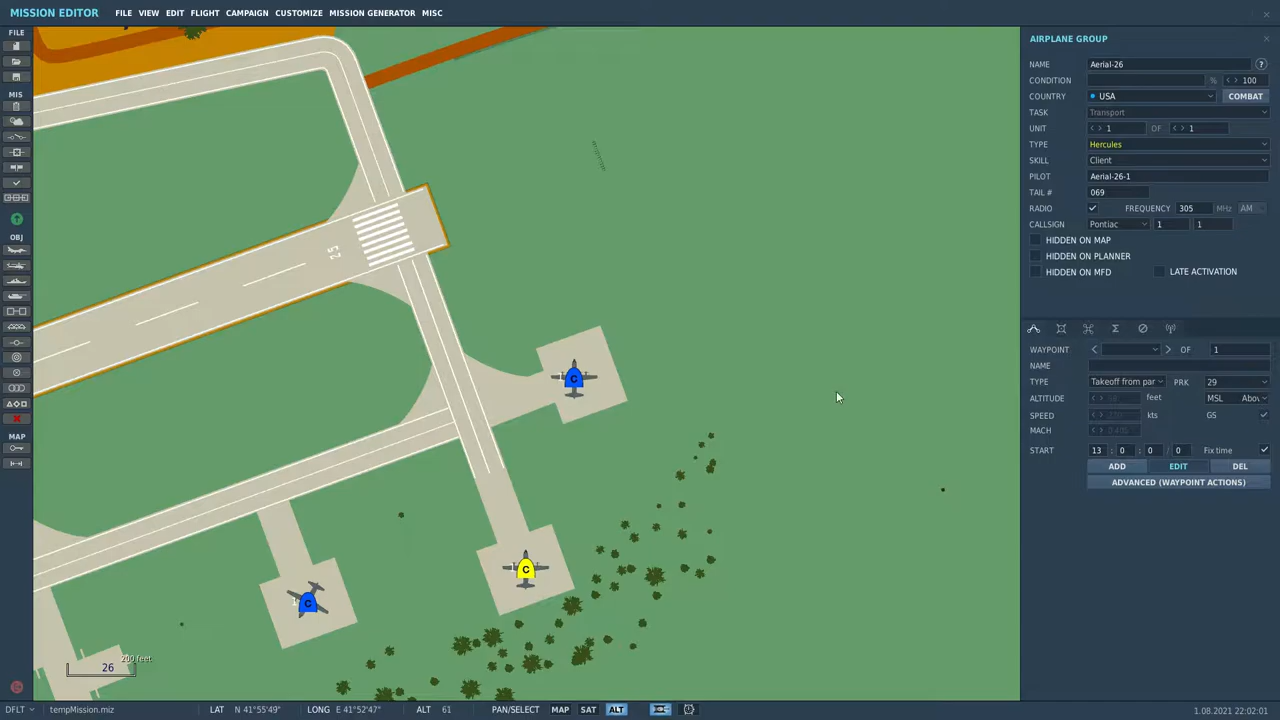 MISSION EDITOR
FILE VIEW EDIT FLIGHT CAMPAIGN CUSTOMIZE MISSION GENERATOR MISC
FILE
MIS
OBJ
MAP
23
C
C
1 C
26
200 feet
AIRPLANE GROUP
NAME Aerial-26 ?
CONDITION % < > 100
COUNTRY USA COMBAT
TASK Transport
UNIT < > 1 OF < > 1
TYPE Hercules
SKILL Client
PILOT Aerial-26-1
TAIL # 069
RADIO FREQUENCY 305 MHz AM
CALLSIGN Pontiac 1 1
HIDDEN ON MAP
HIDDEN ON PLANNER
HIDDEN ON MFD LATE ACTIVATION
WAYPOINT < > OF 1
NAME
TYPE Takeoff from par PRK 29
ALTITUDE < > feet MSL Abov
SPEED < > kts GS
MACH < >
START 13 : 0 : 0 / 0 Fix time
ADD EDIT DEL
ADVANCED (WAYPOINT ACTIONS)
DFLT tempMission.miz LAT N 41°55'49" LONG E 41°52'47" ALT 61 PAN/SELECT MAP SAT ALT 1.08.2021 22:02:01